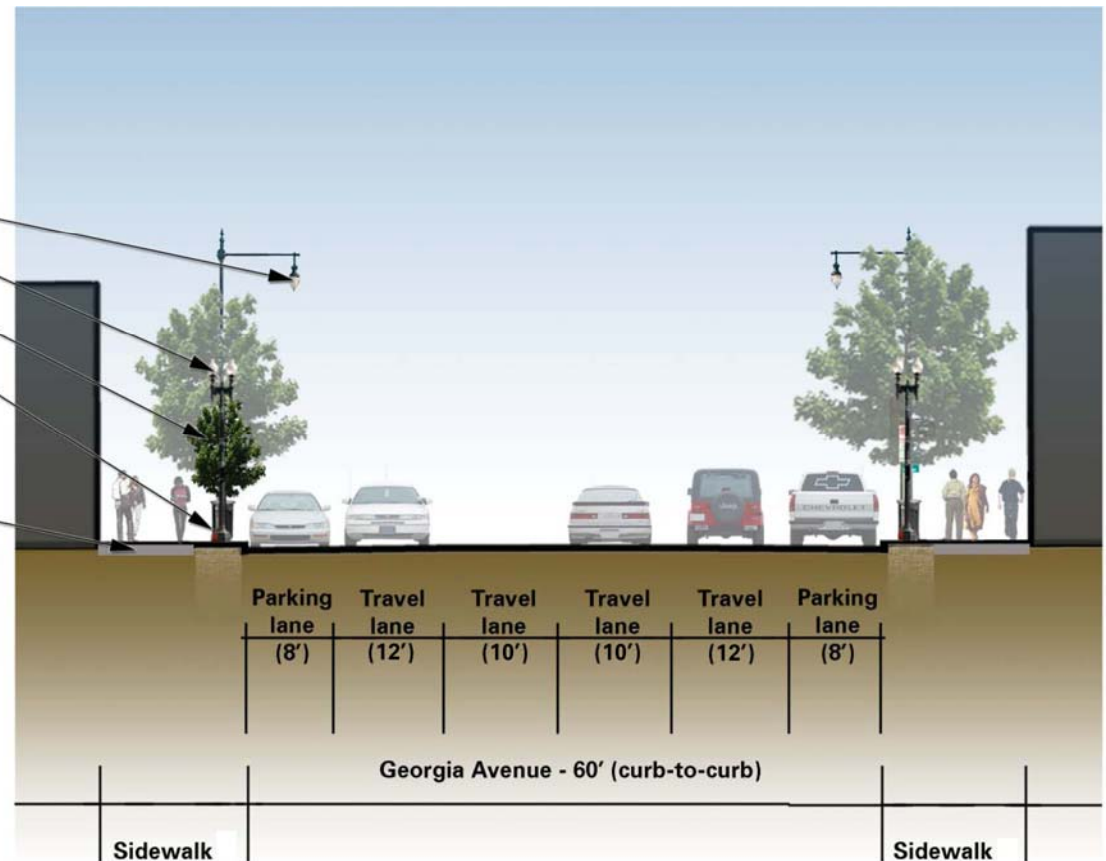 CHEVROLET
Parking Travel Travel Travel Travel Parking
lane lane lane lane lane lane
(8') (12') (10') (10') (12') (8')
Georgia Avenue - 60' (curb-to-curb)
Sidewalk Sidewalk